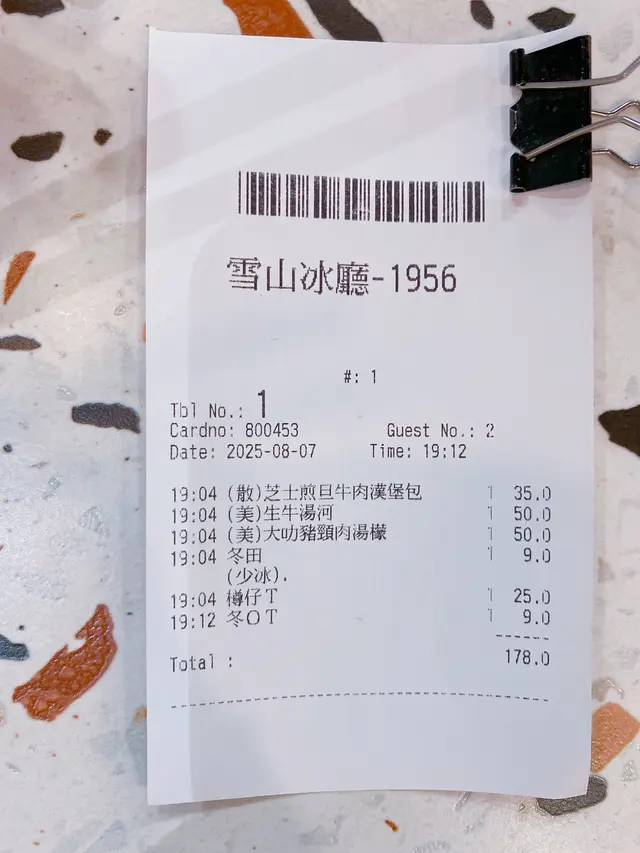 雪山冰廳-1956
#: 1
Tbl No.: 1
Cardno: 800453 Guest No.: 2
Date: 2025-08-07 Time: 19:12
19:04 (散)芝士煎旦牛肉漢堡包 1 35.0
19:04 (美)生牛湯河 1 50.0
19:04 (美)大叻豬頸肉湯檬 1 50.0
19:04 冬田 1 9.0
(少冰).
19:04 樽仔T 1 25.0
19:12 冬OT 1 9.0
Total : 178.0